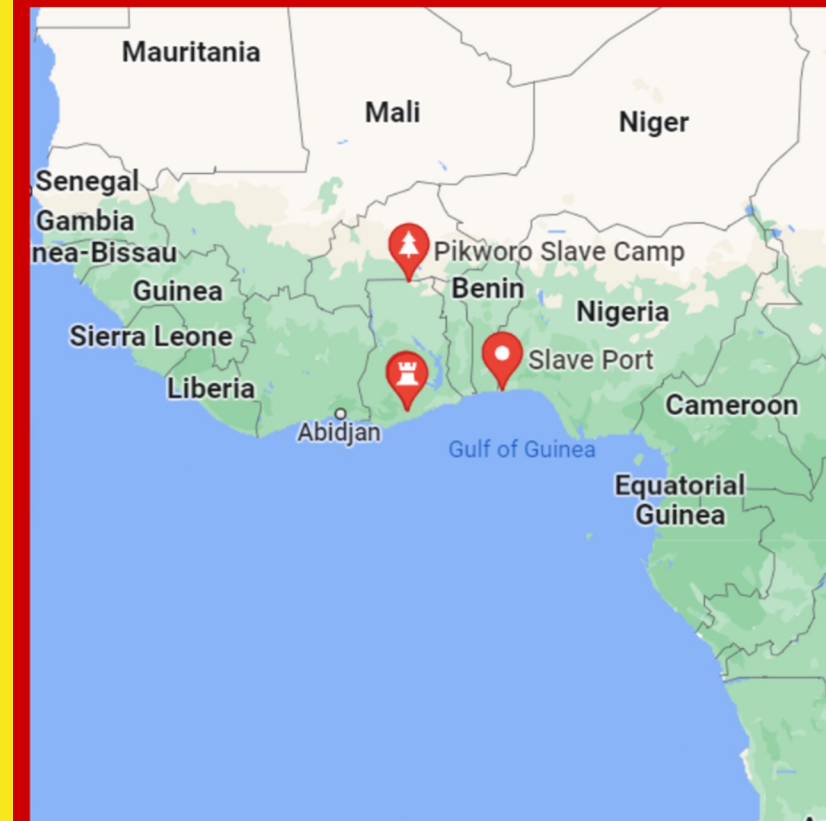 Mauritania
Mali
Niger
Senegal
Gambia
nea-Bissau
Pikworo Slave Camp
Guinea
Benin
Nigeria
Sierra Leone
Slave Port
Liberia
Cameroon
Abidjan
Gulf of Guinea
Equatorial
Guinea